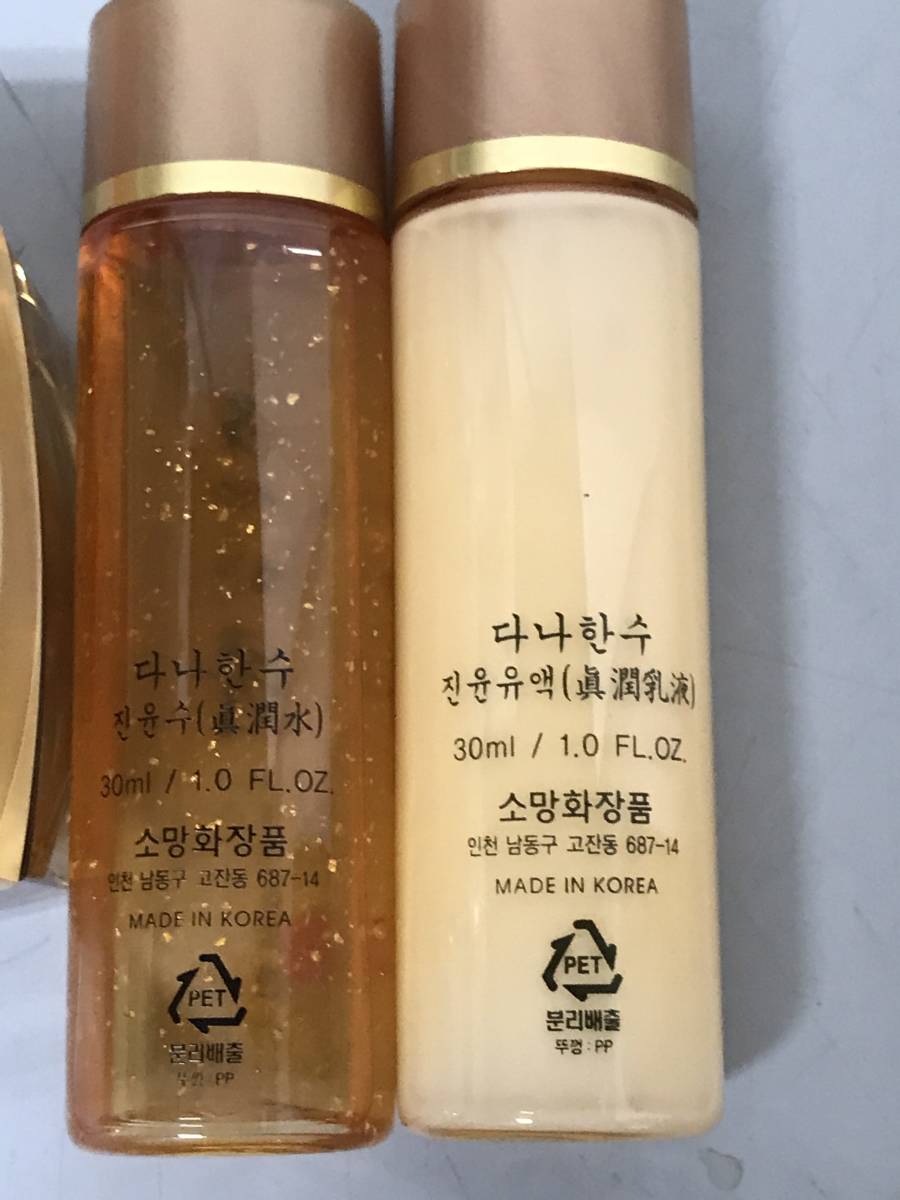 다나한수
진윤수(眞潤水)
30ml / 1.0 FL.OZ.
소망화장품
인천 남동구 고잔동 687-14
MADE IN KOREA
PET
분리배출
뚜껑 : PP
다나한수
진윤유액(眞潤乳液)
30ml / 1.0 FL.OZ.
소망화장품
인천 남동구 고잔동 687-14
MADE IN KOREA
PET
분리배출
뚜껑 : PP